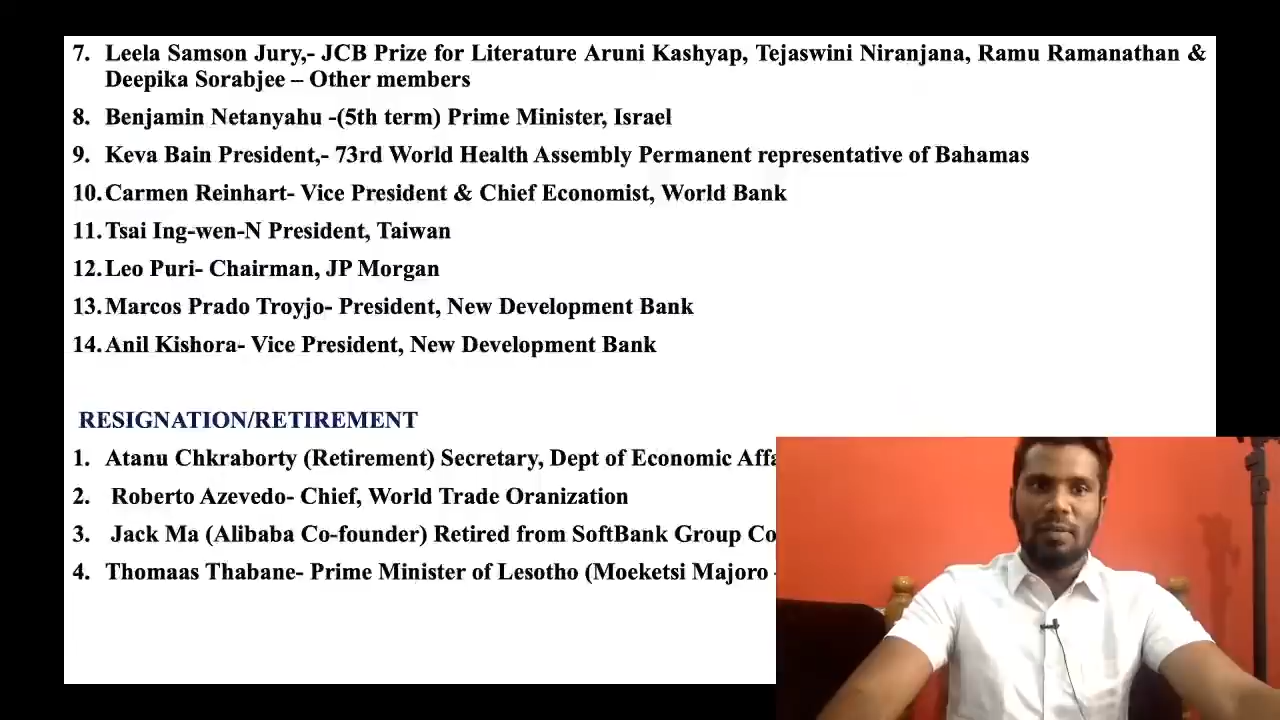 7. Leela Samson Jury,- JCB Prize for Literature Aruni Kashyap, Tejaswini Niranjana, Ramu Ramanathan &
Deepika Sorabjee – Other members
8. Benjamin Netanyahu -(5th term) Prime Minister, Israel
9. Keva Bain President,- 73rd World Health Assembly Permanent representative of Bahamas
10. Carmen Reinhart- Vice President & Chief Economist, World Bank
11. Tsai Ing-wen-N President, Taiwan
12. Leo Puri- Chairman, JP Morgan
13. Marcos Prado Troyjo- President, New Development Bank
14. Anil Kishora- Vice President, New Development Bank
RESIGNATION/RETIREMENT
1. Atanu Chkraborty (Retirement) Secretary, Dept of Economic
2. Roberto Azevedo- Chief, World Trade Oranization
3. Jack Ma (Alibaba Co-founder) Retired from SoftBank Group
4. Thomaas Thabane- Prime Minister of Lesotho (Moeketsi Majoro